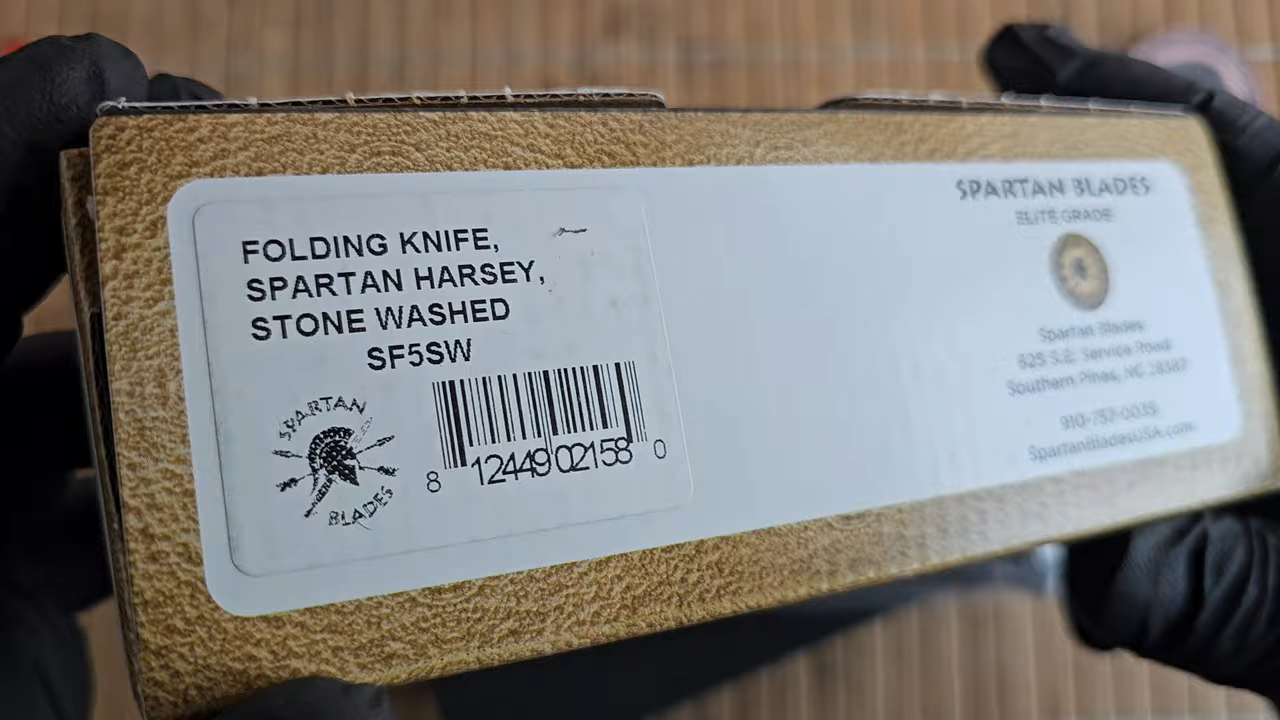 FOLDING KNIFE,
SPARTAN HARSEY,
STONE WASHED
SF5SW
SPARTAN
BLADES
8 12449 02158 0
SPARTAN BLADES
ELITE GRADE
Spartan Blades
625 S.E. Service Road
Southern Pines, NC 28387
910-757-0035
SpartanBladesUSA.com